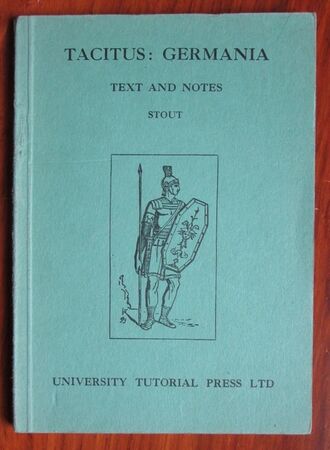 TACITUS: GERMANIA
TEXT AND NOTES
STOUT
UNIVERSITY TUTORIAL PRESS LTD